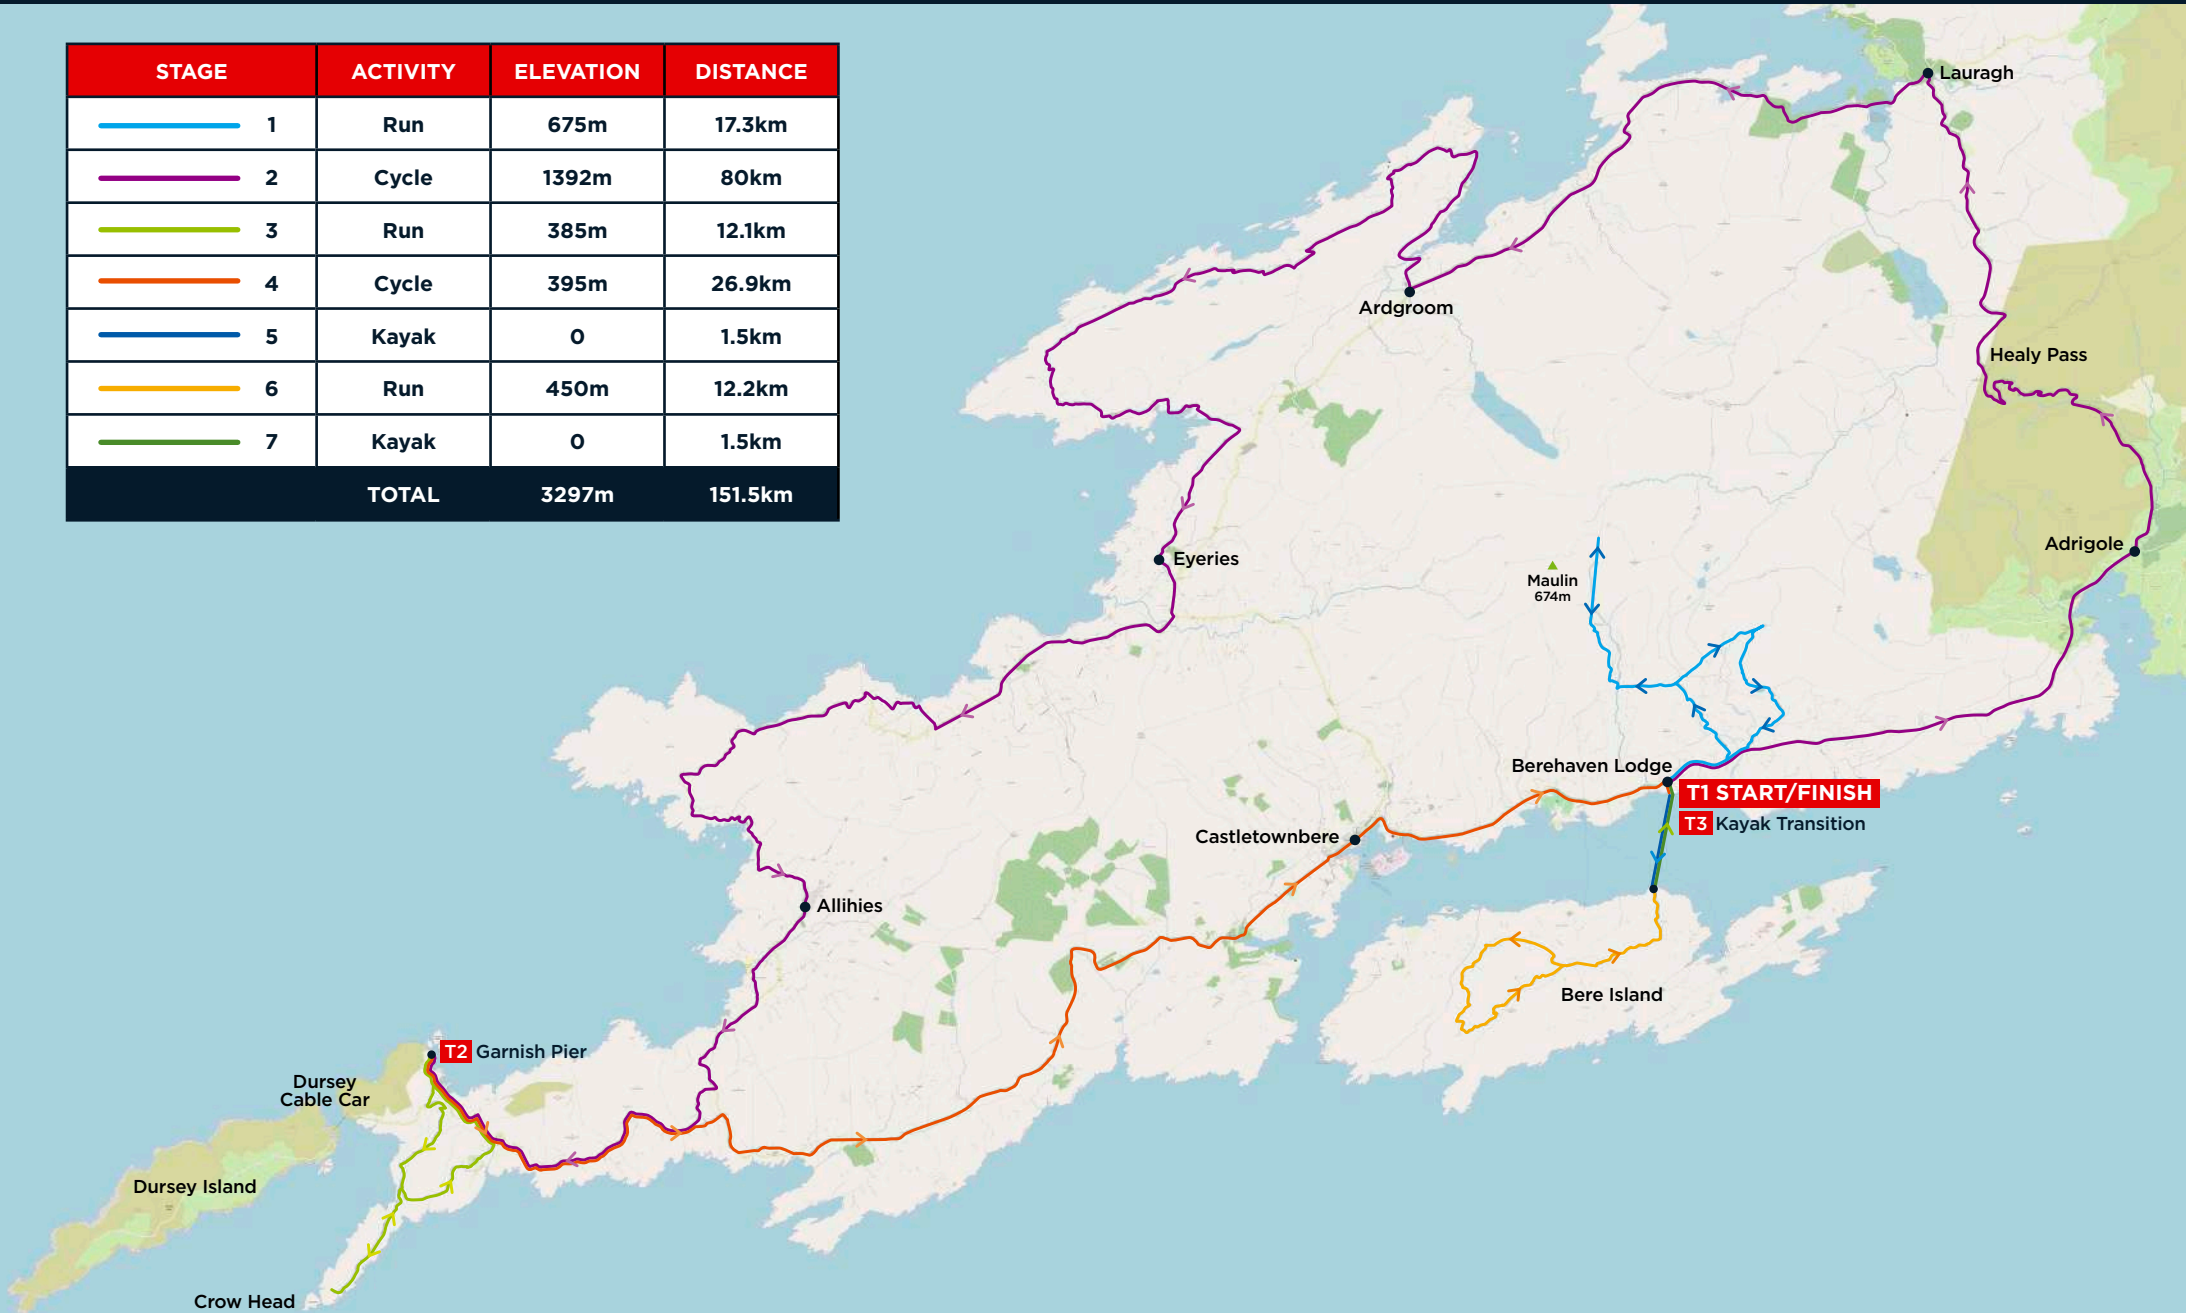 STAGE ACTIVITY ELEVATION DISTANCE
1 Run 675m 17.3km
2 Cycle 1392m 80km
3 Run 385m 12.1km
4 Cycle 395m 26.9km
5 Kayak 0 1.5km
6 Run 450m 12.2km
7 Kayak 0 1.5km
TOTAL 3297m 151.5km
Lauragh
Ardgroom
Healy Pass
Adrigole
Eyeries
Maulin
674m
Berehaven Lodge
T1 START/FINISH
T3 Kayak Transition
Castletownbere
Allihies
Bere Island
T2 Garnish Pier
Dursey
Cable Car
Dursey Island
Crow Head